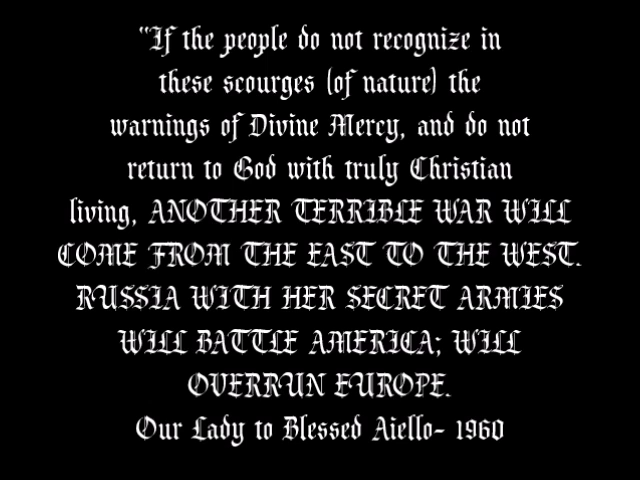 "If the people do not recognize in
these scourges (of nature) the
warnings of Divine Mercy, and do not
return to God with truly Christian
living, ANOTHER TERRIBLE WAR WILL
COME FROM THE EAST TO THE WEST.
RUSSIA WITH HER SECRET ARMIES
WILL BATTLE AMERICA; WILL
OVERRUN EUROPE.
Our Lady to Blessed Aiello- 1960